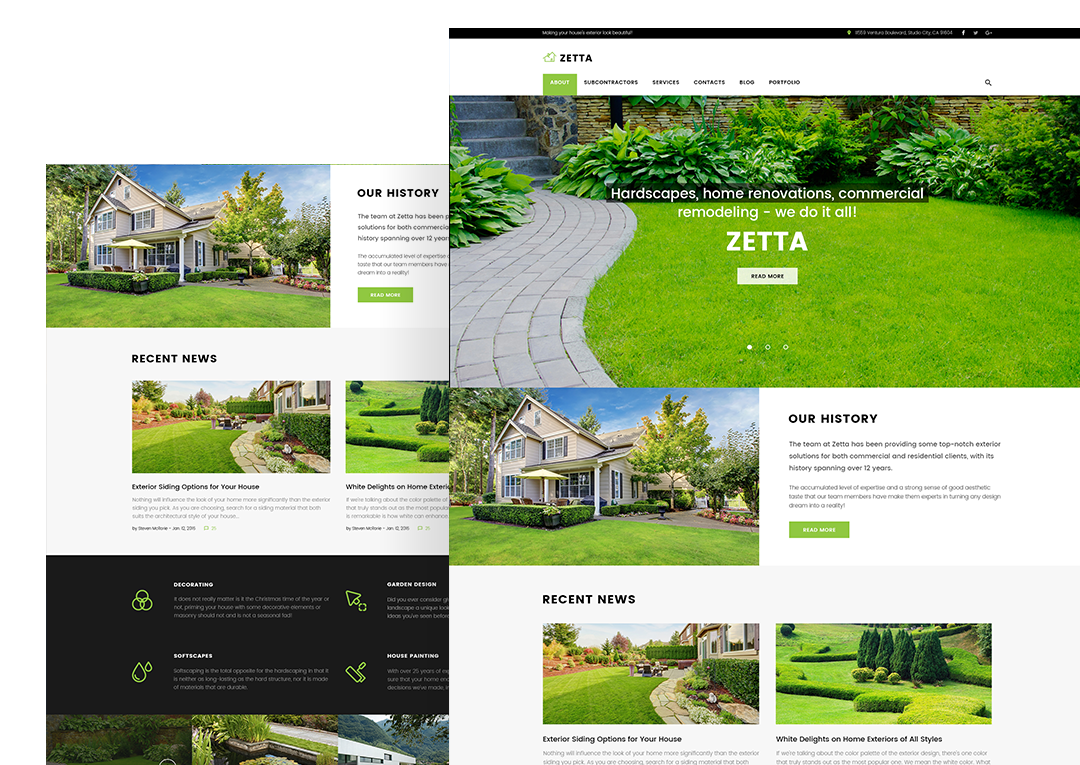 Making your house's exterior look beautiful!
11559 Ventura Boulevard, Studio City, CA 91604
ZETTA
ABOUT
SUBCONTRACTORS
SERVICES
CONTACTS
BLOG
PORTFOLIO
Hardscapes, home renovations, commercial
remodeling - we do it all!
ZETTA
READ MORE
OUR HISTORY
The team at Zetta has been providing some top-notch exterior
solutions for both commercial and residential clients, with its
history spanning over 12 years.
The accumulated level of expertise and a strong sense of good aesthetic
taste that our team members have make them experts in turning any design
dream into a reality!
READ MORE
RECENT NEWS
Exterior Siding Options for Your House
Nothing will influence the look of your home more significantly than the exterior
siding you pick. As you are choosing, search for a siding material that both
White Delights on Home Exteriors of All Styles
If we're talking about the color palette of the exterior design, there's one color
that truly stands out as the most popular one. We mean the white color. What
OUR HISTORY
The team at Zetta has been p
solutions for both commercia
history spanning over 12 year
The accumulated level of expertise
taste that our team members have
dream into a reality!
READ MORE
RECENT NEWS
Exterior Siding Options for Your House
Nothing will influence the look of your home more significantly than the exterior
siding you pick. As you are choosing, search for a siding material that both
suits the architectural style of your house...
by Steven McRone • Jan. 12, 2016
White Delights on Home Exterio
If we're talking about the color palette of
that truly stands out as the most popula
is remarkable is how white can enhance
by Steven McRone • Jan. 12, 2016
DECORATING
It does not really matter is it the Christmas time of the year or
not, priming your house with some decorative elements or
masonry should not and is not a seasonal fad!
GARDEN DESIGN
Did you ever consider gi
landscape a unique look
ideas you've seen before
SOFTSCAPES
Softscaping is the total opposite for the hardscaping in that it
is neither as long-lasting as the hard structure, nor it is made
of materials that are durable.
HOUSE PAINTING
With over 25 years of ex
sure that your home end
decisions we've made, in